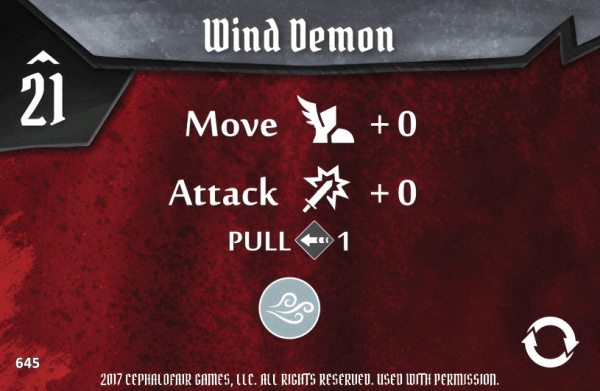 Wind Demon
21
Move + 0
Attack + 0
PULL 1
645
2017 CEPHALOFAIR GAMES, LLC. ALL RIGHTS RESERVED. USED WITH PERMISSION.